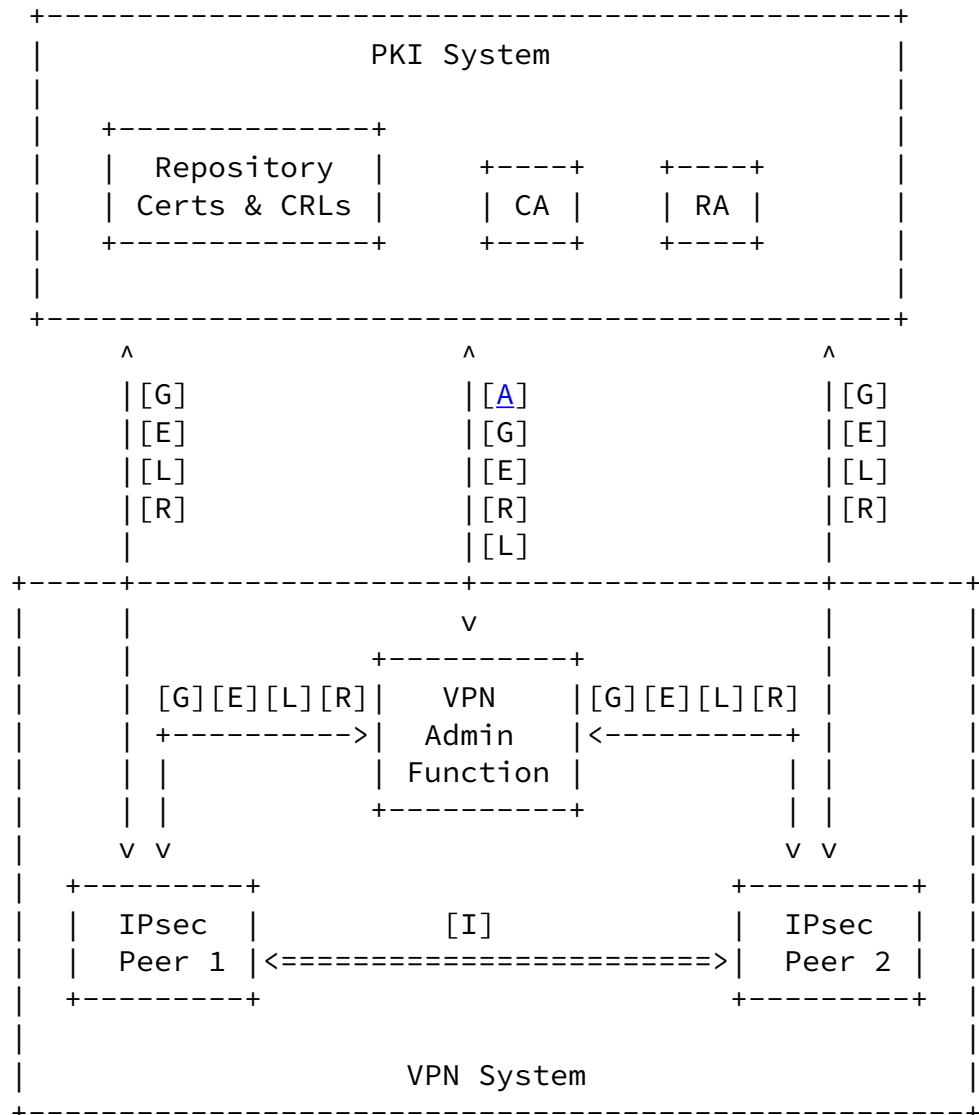 PKI System
Repository
Certs & CRLs | CA | | RA |
[G] [A] [G]
[E] [G] [E]
[L] [E] [L]
[R] [R] [R]
[L]
[G][E][L][R] VPN [G][E][L][R]
Admin
Function
IPsec [I] IPsec
Peer 1 Peer 2
VPN System